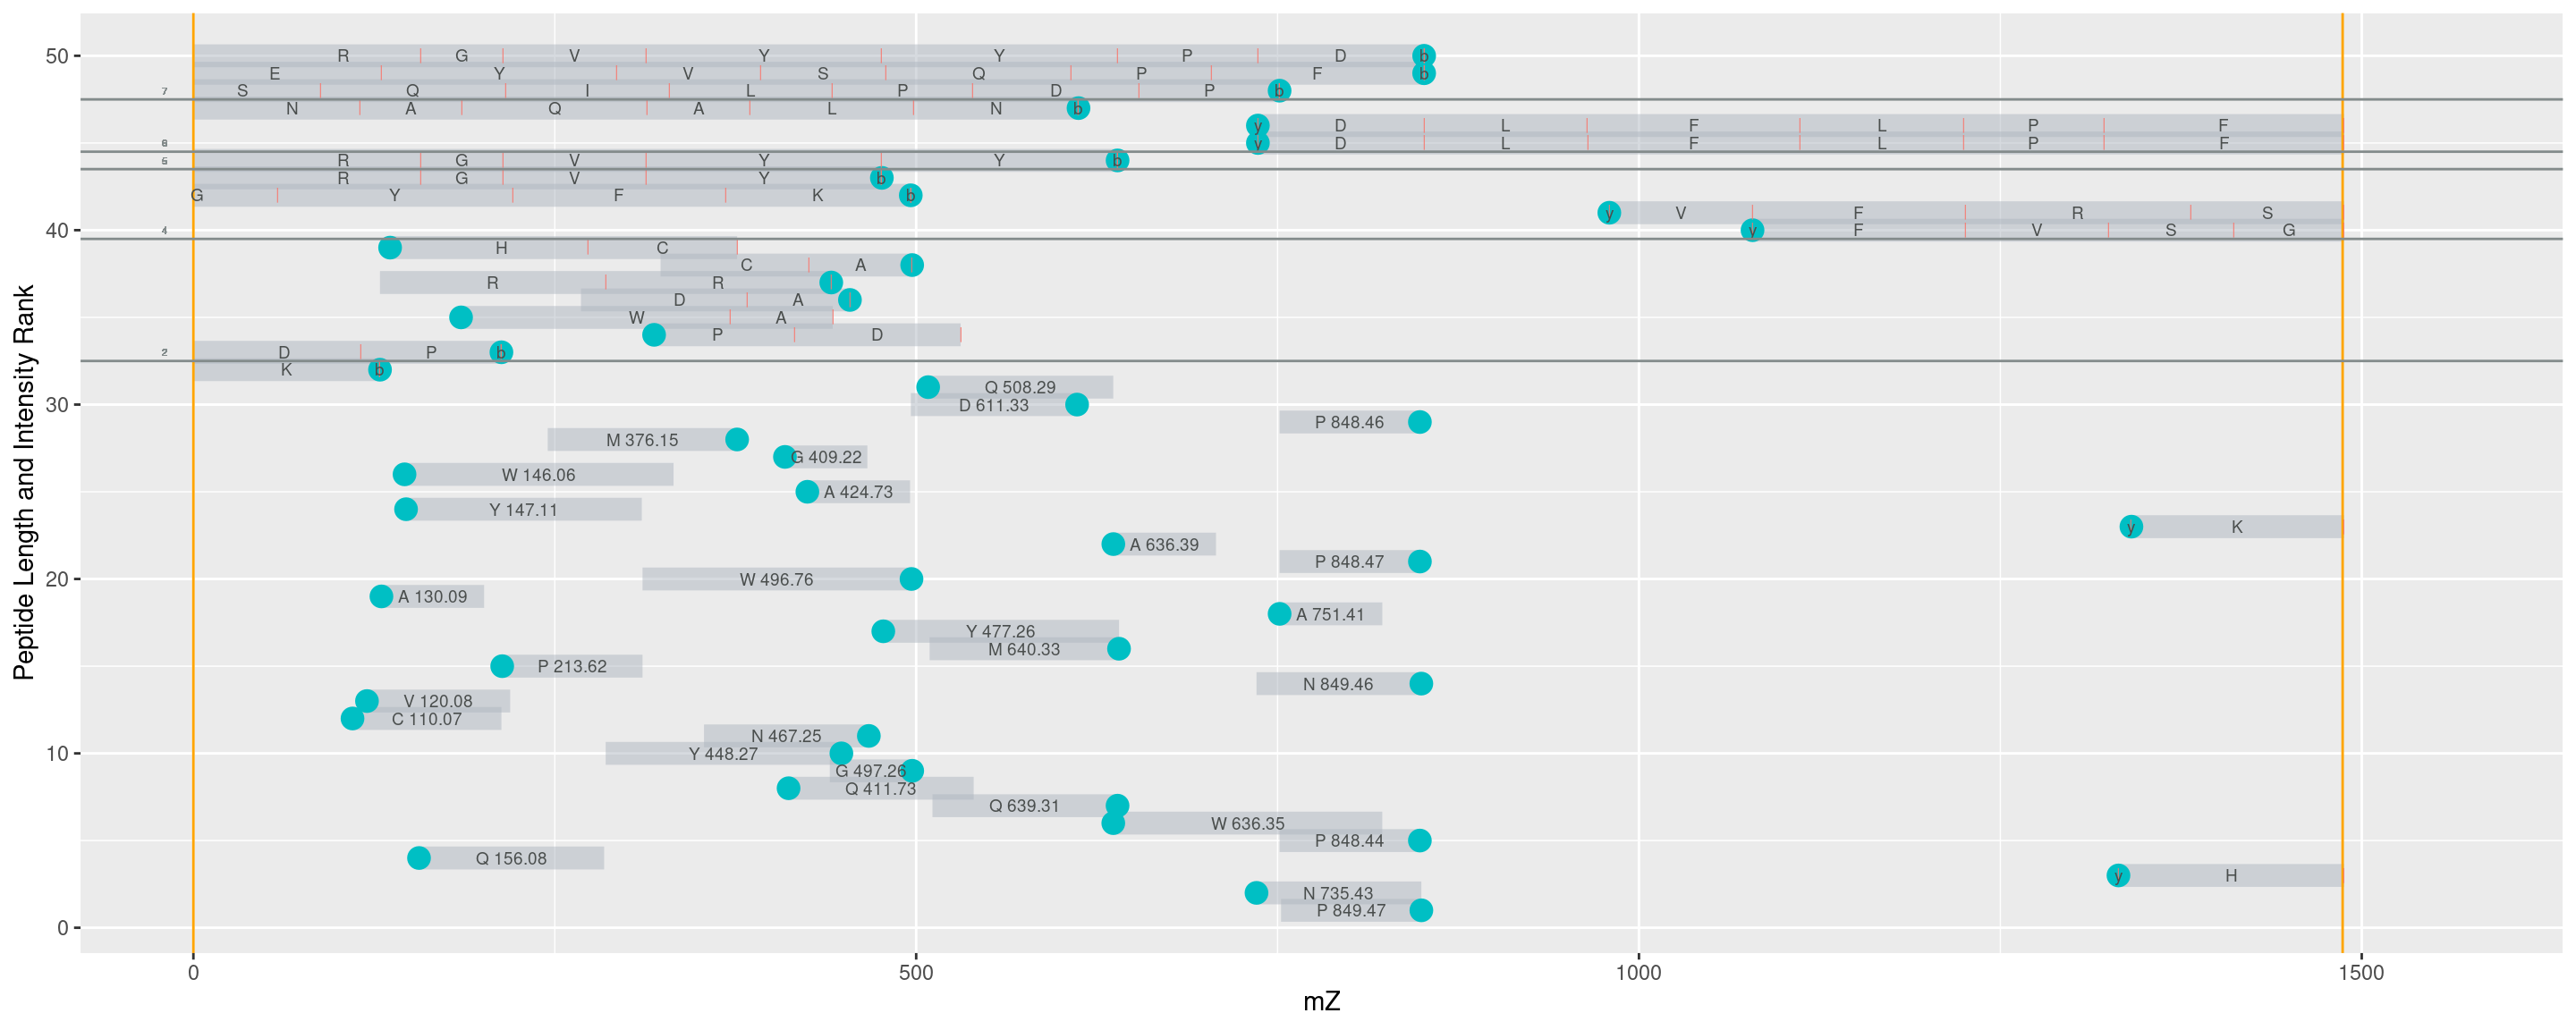 50
R G V Y Y P D b
E Y V S Q P F b
7 S Q I L P D P b
N A Q A L N b
y D L F L P F
y D L F L P F
R G V Y Y b
R G V Y b
G Y F K b
y V F R S
40
4 y F V S G
H C
C A
R R
D A
W A
P D
2 D P b
K b
Q 508.29
30
D 611.33
P 848.46
M 376.15
G 409.22
W 146.06
A 424.73
Y 147.11
y K
A 636.39
P 848.47
20
W 496.76
A 130.09
A 751.41
Y 477.26
M 640.33
P 213.62
N 849.46
V 120.08
C 110.07
N 467.25
10
Y 448.27
G 497.26
Q 411.73
Q 639.31
W 636.35
P 848.44
Q 156.08
y H
N 735.43
P 849.47
0
0 500 1000 1500
mZ
Peptide Length and Intensity Rank